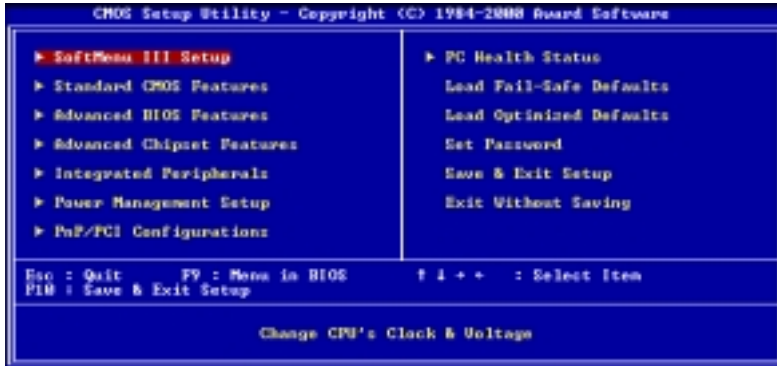 CMOS Setup Utility - Copyright (C) 1984-2000 Award Software
▶ SoftMenu III Setup
▶ Standard CMOS Features
▶ Advanced BIOS Features
▶ Advanced Chipset Features
▶ Integrated Peripherals
▶ Power Management Setup
▶ PnP/PCI Configurations
▶ PC Health Status
Load Fail-Safe Defaults
Load Optimized Defaults
Set Password
Save & Exit Setup
Exit Without Saving
Esc : Quit F9 : Menu in BIOS ↑ ↓ → ← : Select Item
F10 : Save & Exit Setup
Change CPU's Clock & Voltage